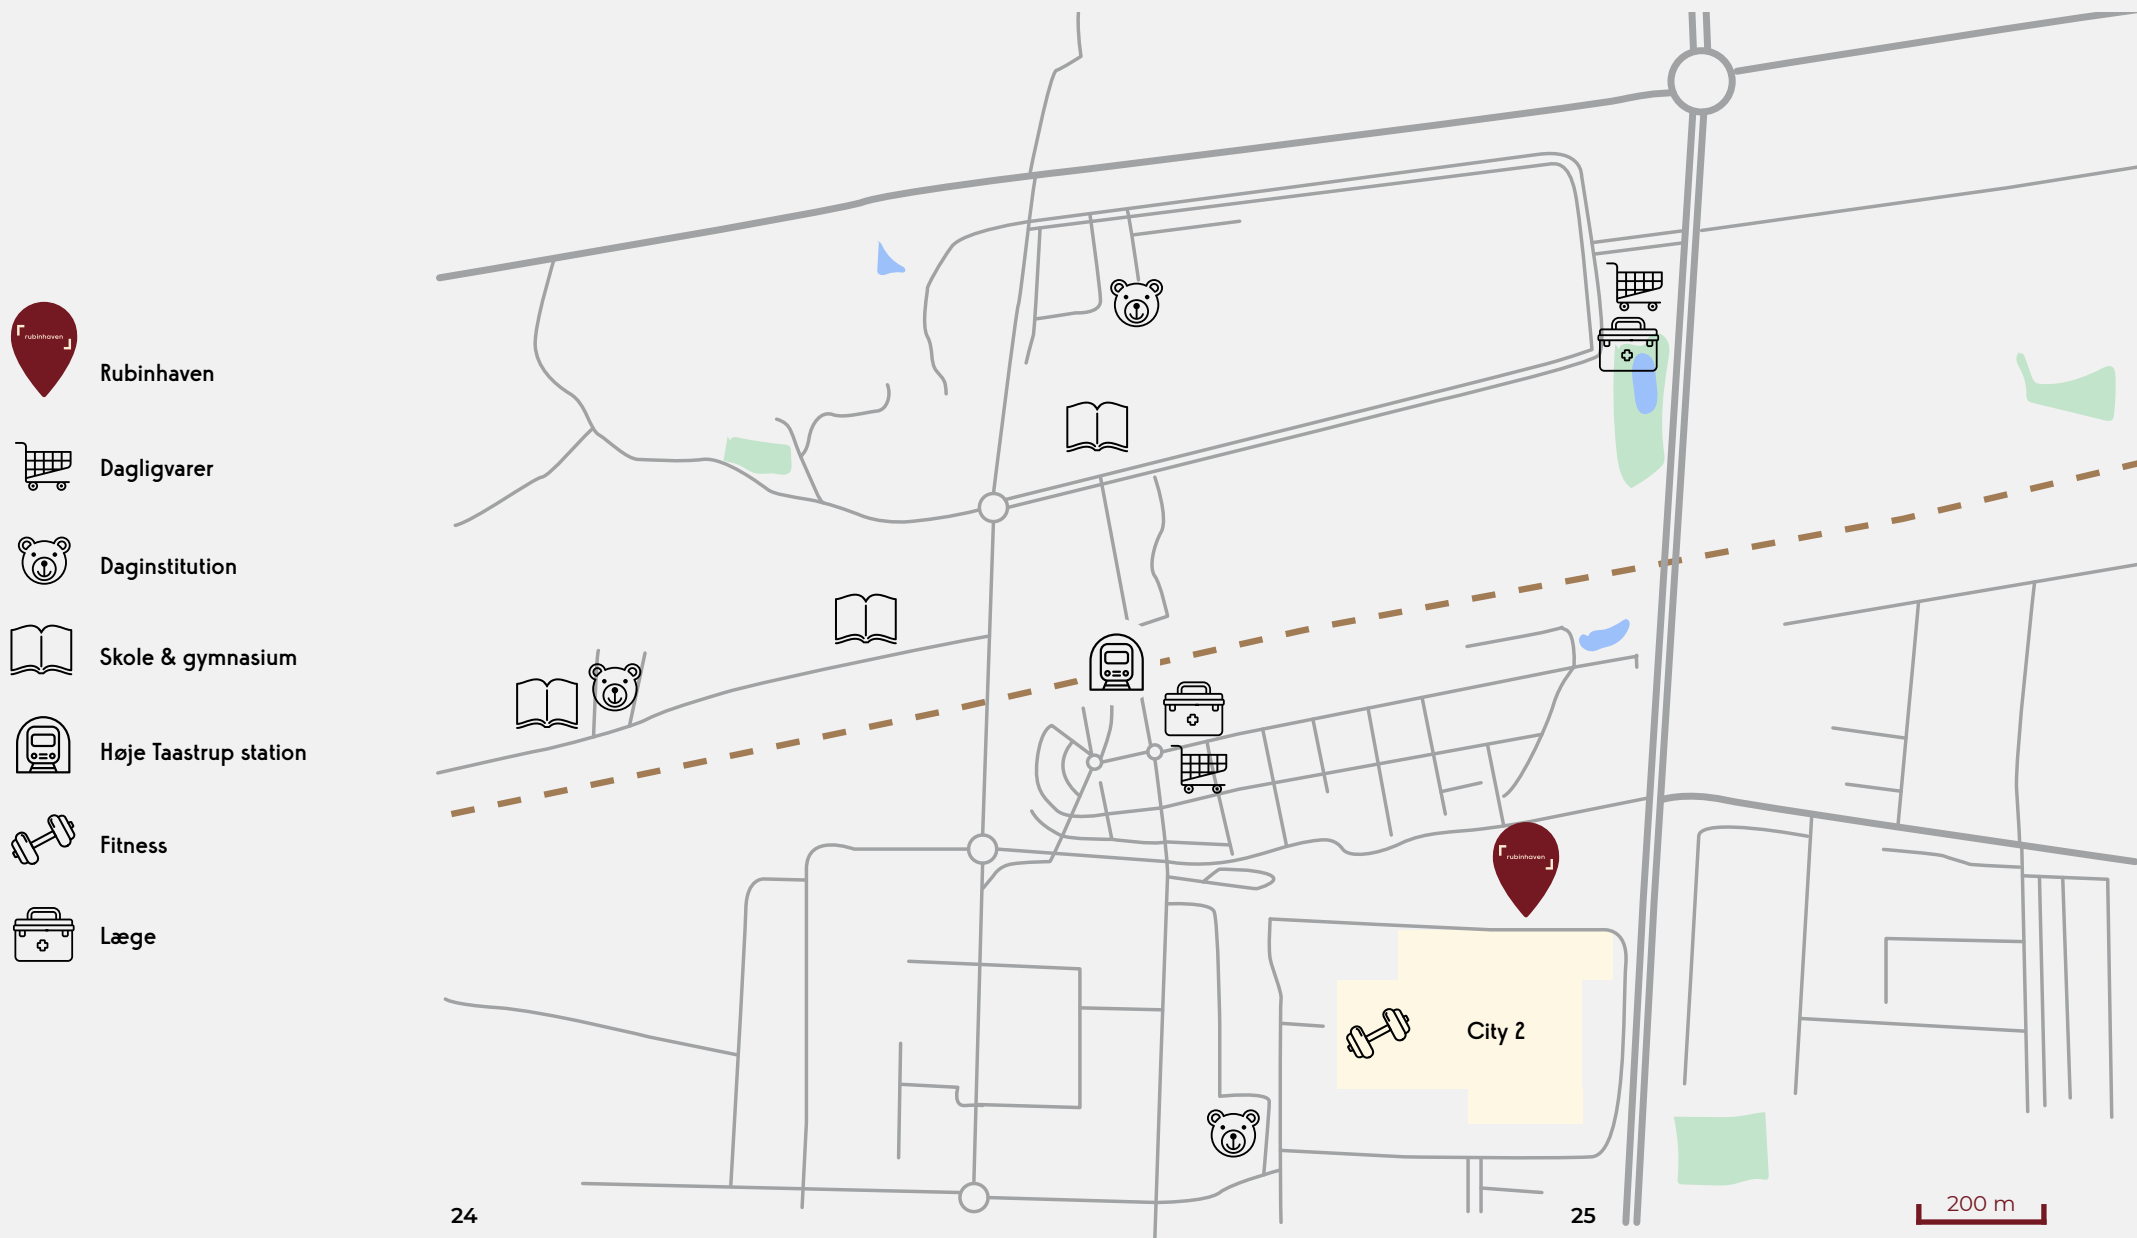 rubinhaven
Rubinhaven
Dagligvarer
Daginstitution
Skole & gymnasium
Høje Taastrup station
Fitness
Læge
rubinhaven
City 2
24
25
200 m